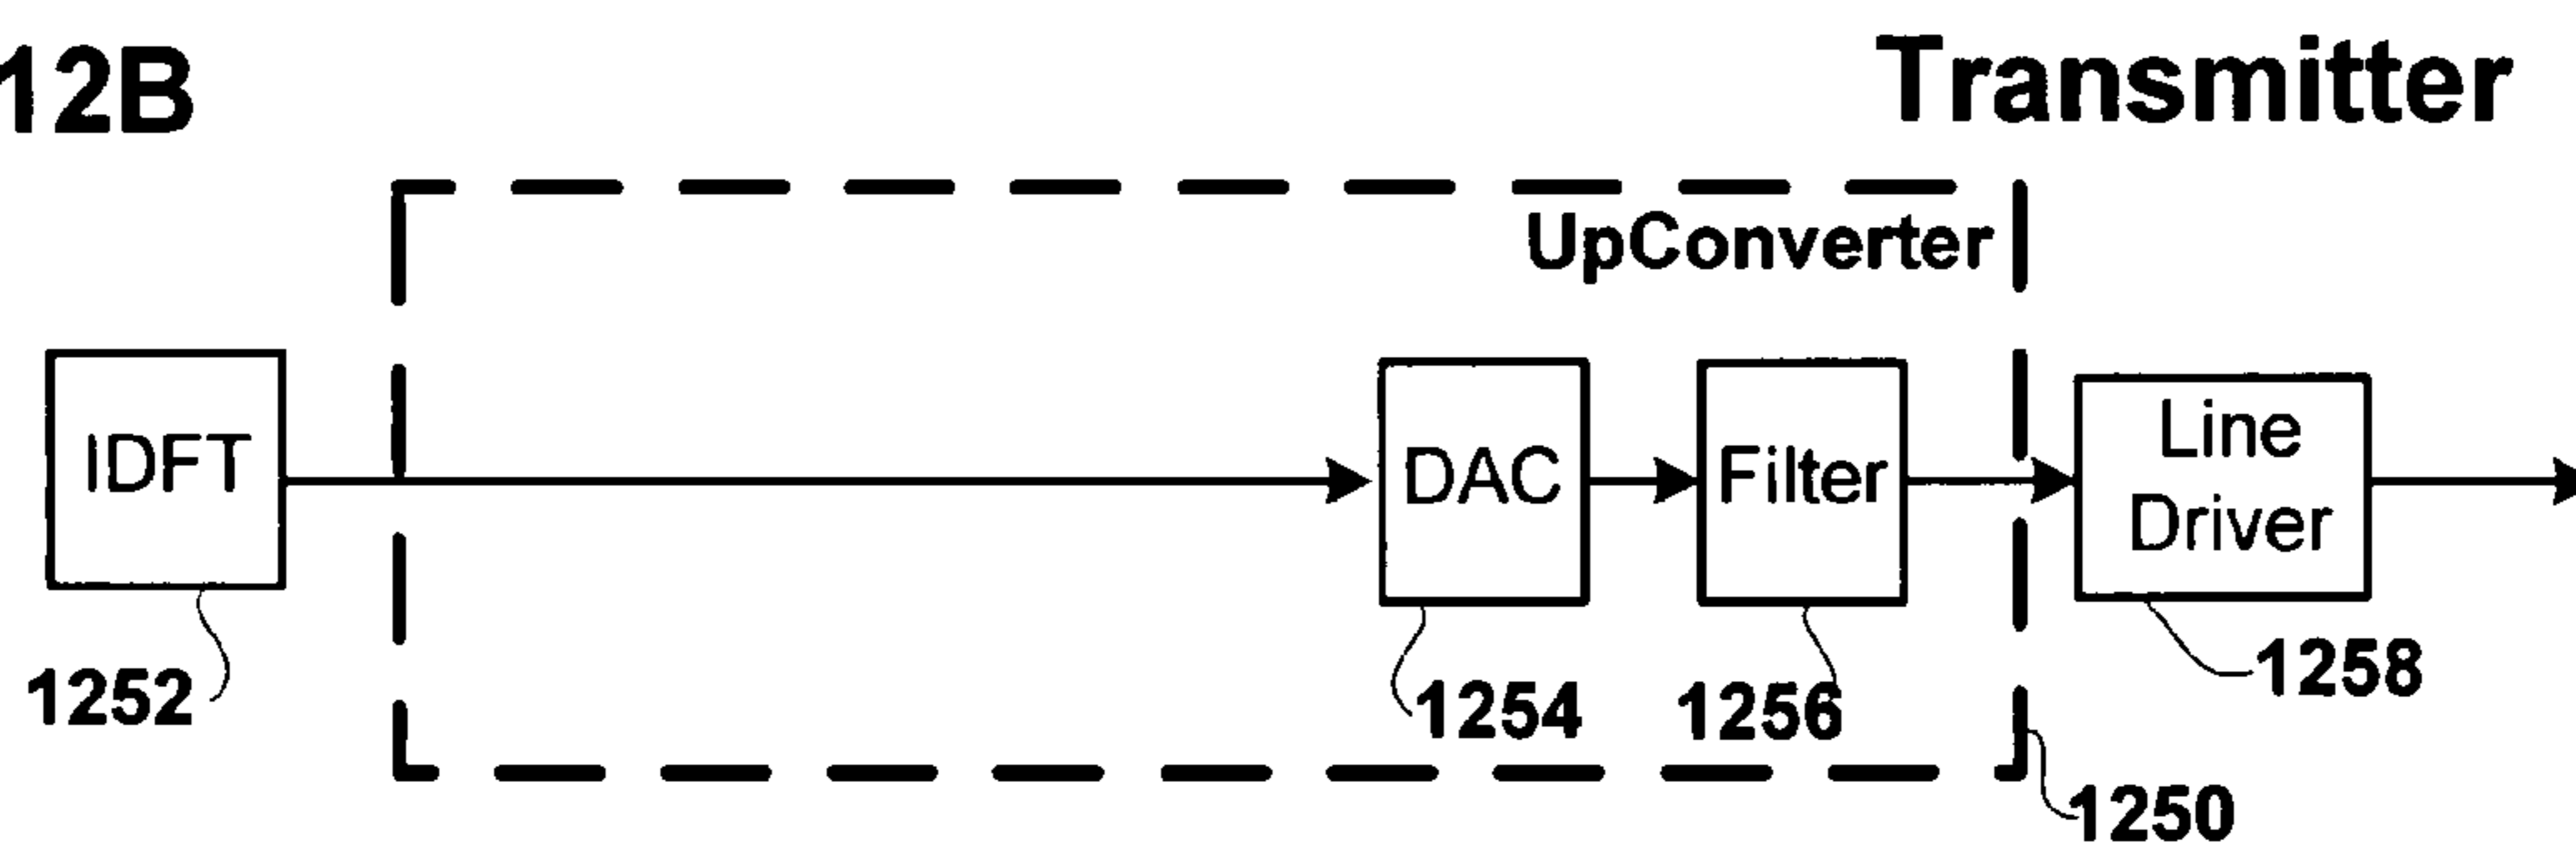 12B
Transmitter
UpConverter
IDFT
DAC
Filter
Line
Driver
1252
1254
1256
1258
1250